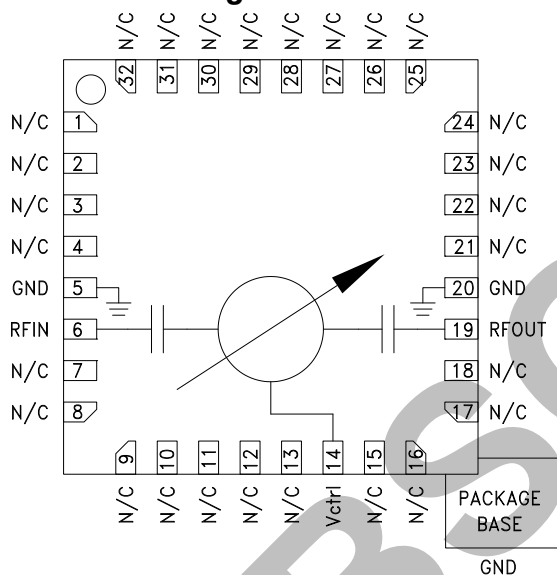 N/C N/C N/C N/C N/C N/C N/C N/C
32 31 30 29 28 27 26 25
N/C 1 24 N/C
N/C 2 23 N/C
N/C 3 22 N/C
N/C 4 21 N/C
GND 5 20 GND
RFIN 6 19 RFOUT
N/C 7 18 N/C
N/C 8 17 N/C
9 10 11 12 13 14 15 16
N/C N/C N/C N/C N/C Vctrl N/C N/C
PACKAGE
BASE
GND